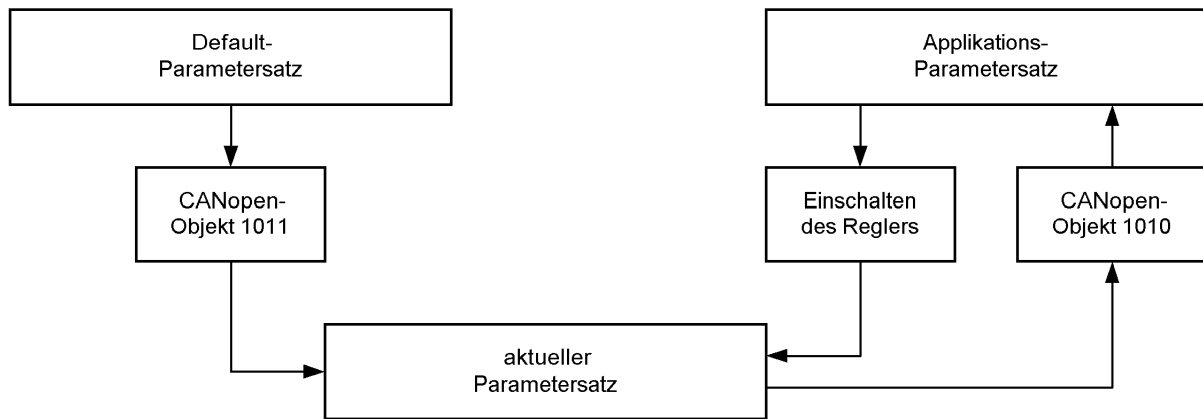 Default-
Parametersatz
Applikations-
Parametersatz
CANopen-
Objekt 1011
Einschalten
des Reglers
CANopen-
Objekt 1010
aktueller
Parametersatz